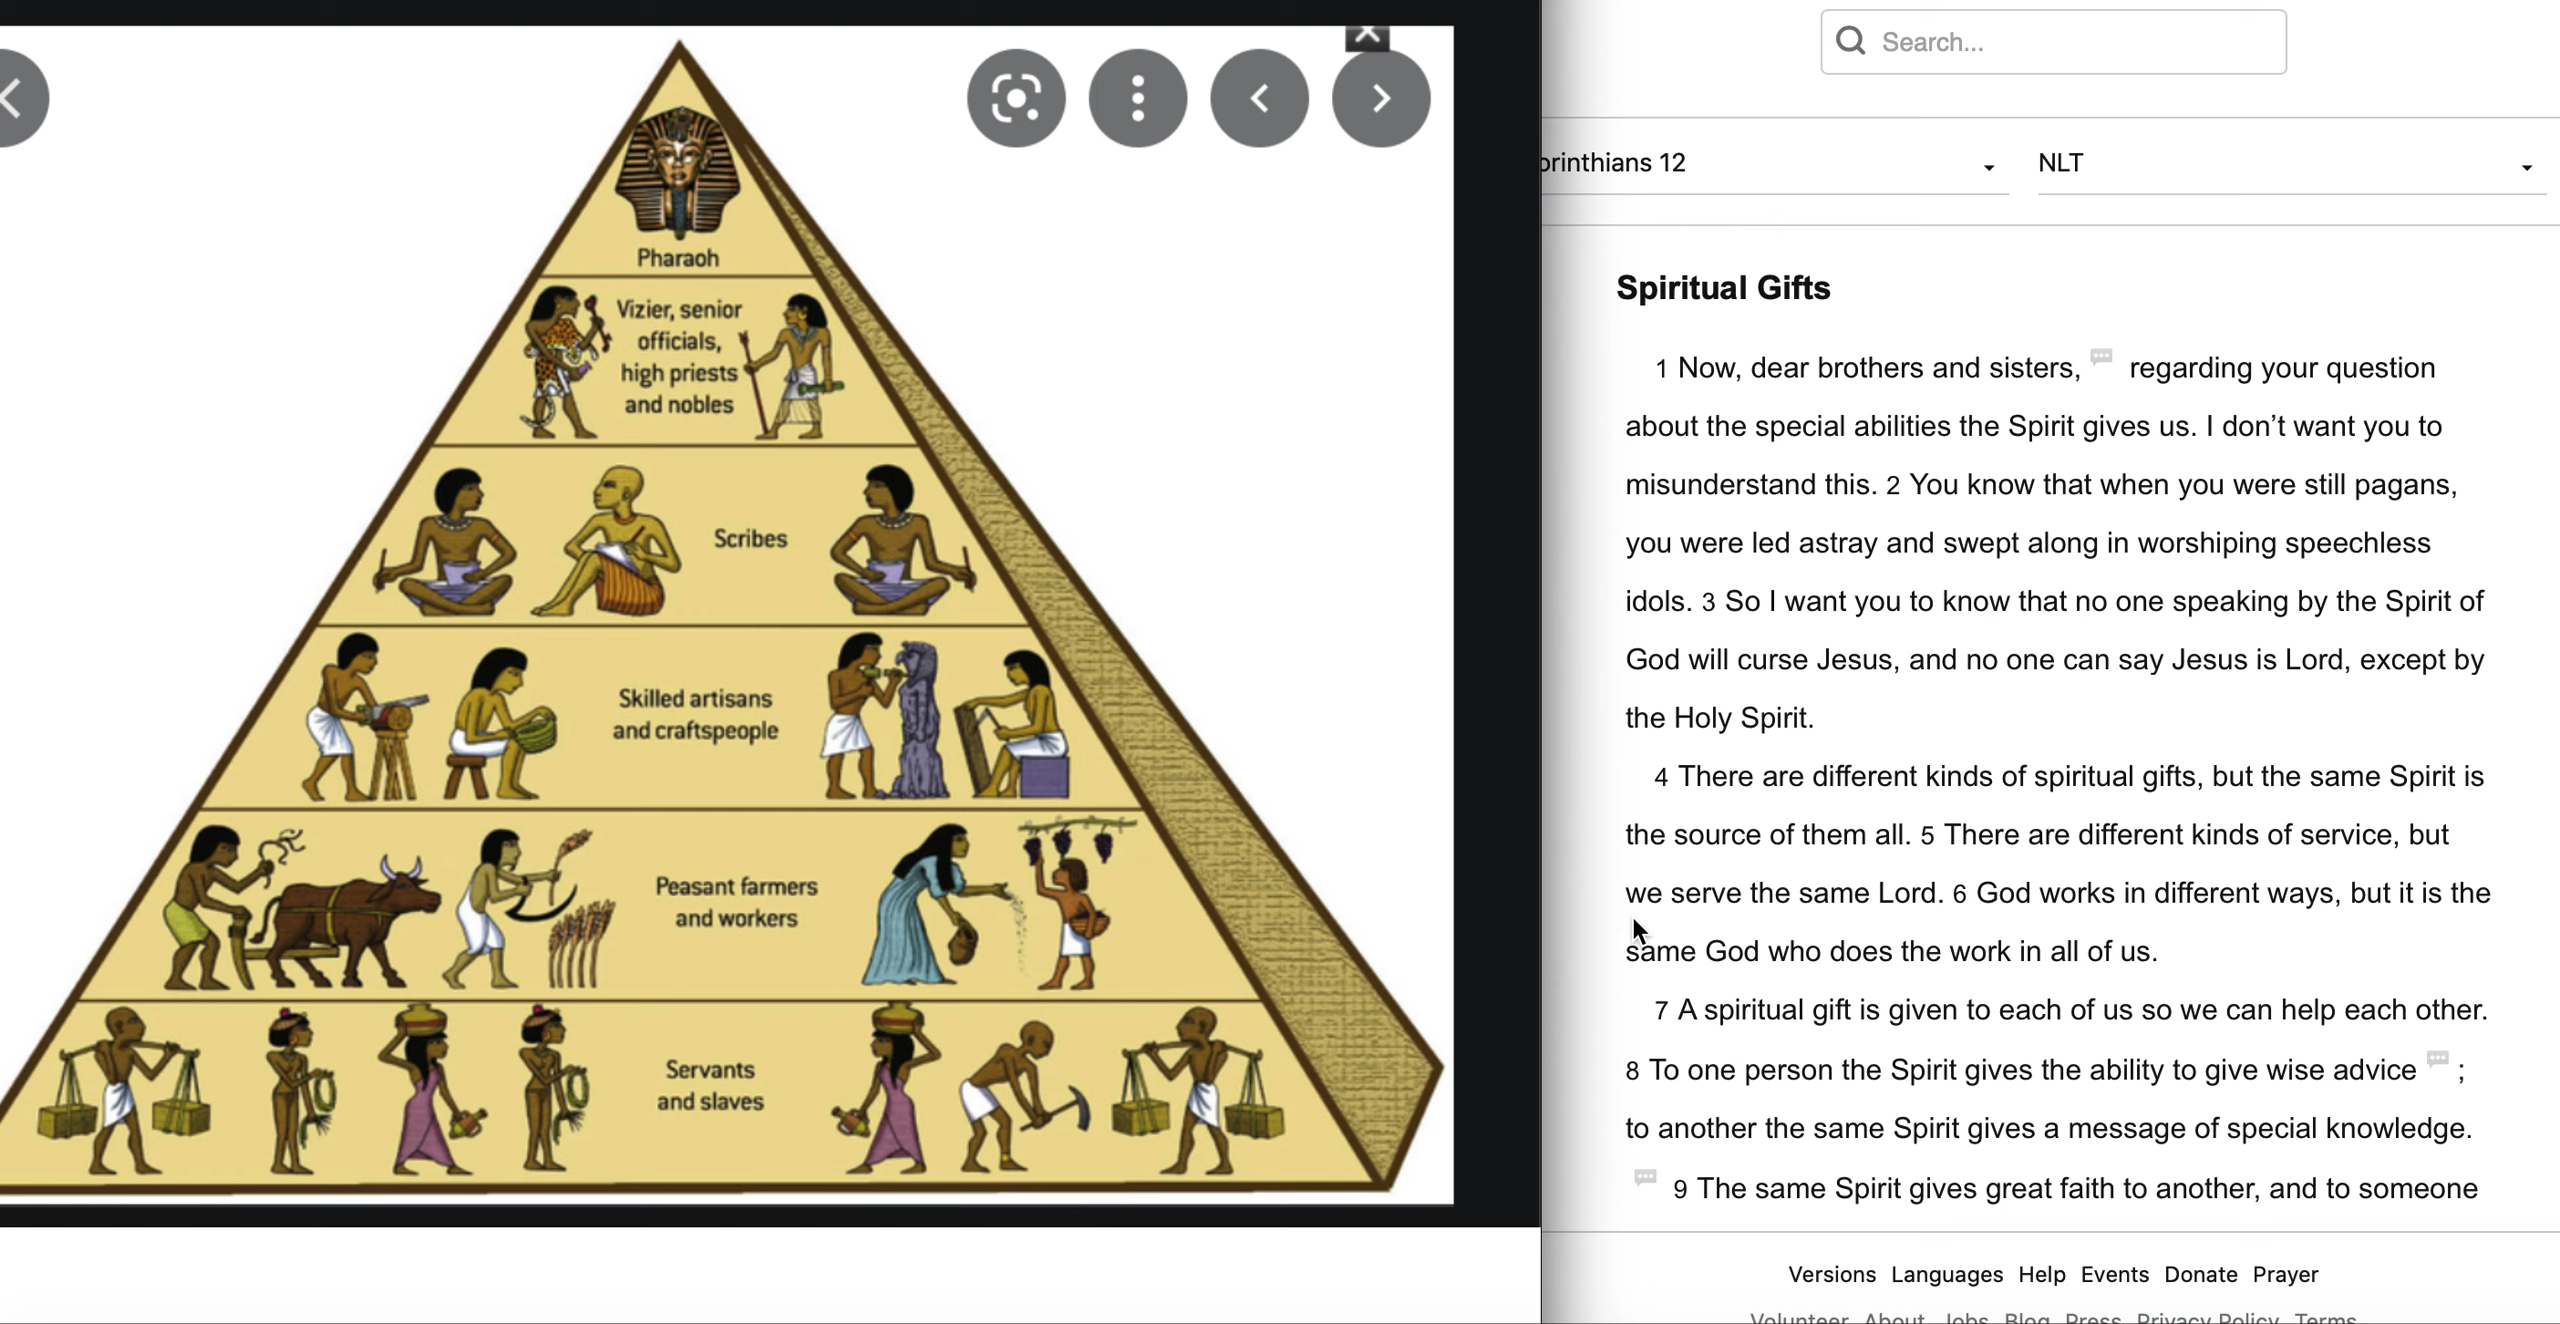 Pharaoh
Vizier, senior
officials,
high priests
and nobles
Scribes
Skilled artisans
and craftspeople
Peasant farmers
and workers
Servants
and slaves
Search...
orinthians 12
NLT
Spiritual Gifts
1 Now, dear brothers and sisters, regarding your question
about the special abilities the Spirit gives us. I don’t want you to
misunderstand this. 2 You know that when you were still pagans,
you were led astray and swept along in worshiping speechless
idols. 3 So I want you to know that no one speaking by the Spirit of
God will curse Jesus, and no one can say Jesus is Lord, except by
the Holy Spirit.
4 There are different kinds of spiritual gifts, but the same Spirit is
the source of them all. 5 There are different kinds of service, but
we serve the same Lord. 6 God works in different ways, but it is the
same God who does the work in all of us.
7 A spiritual gift is given to each of us so we can help each other.
8 To one person the Spirit gives the ability to give wise advice ;
to another the same Spirit gives a message of special knowledge.
9 The same Spirit gives great faith to another, and to someone
Versions Languages Help Events Donate Prayer
Volunteer About Jobs Blog Press Privacy Policy Terms